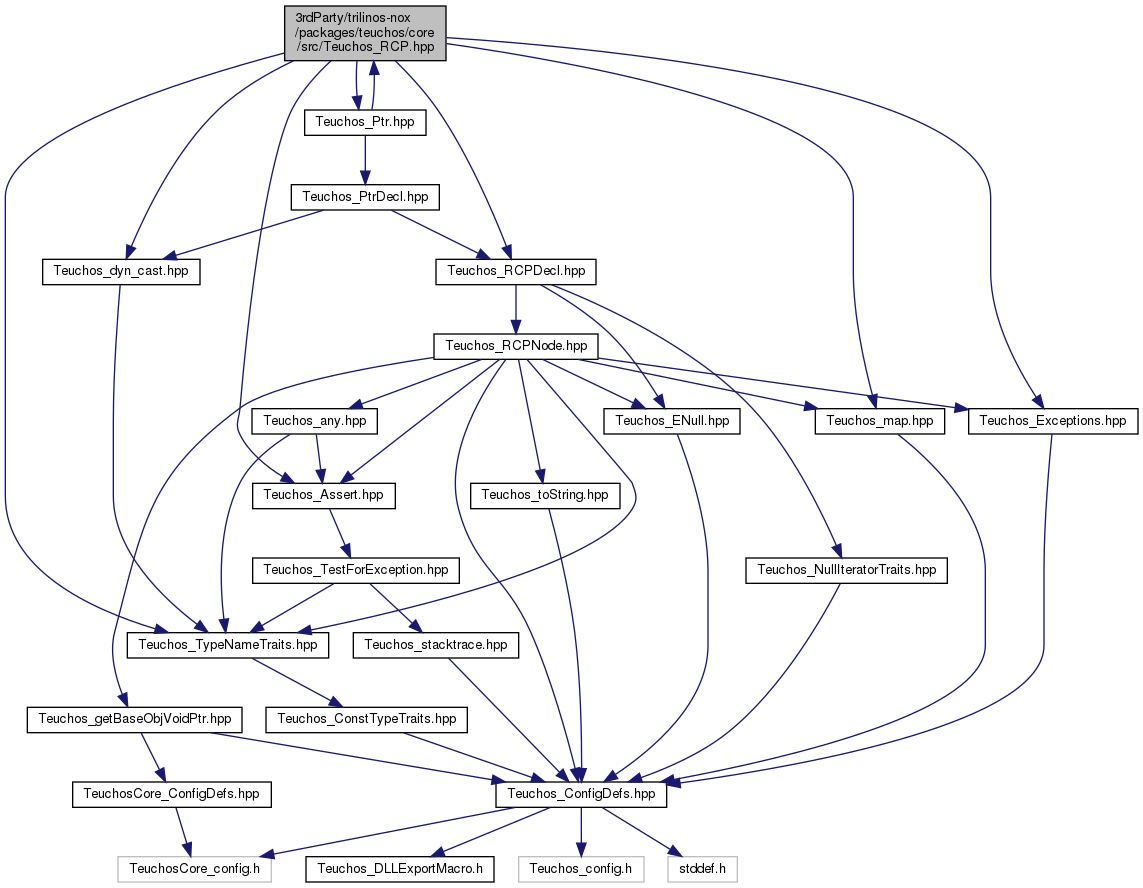 3rdParty/trilinos-nox
/packages/teuchos/core
/src/Teuchos_RCP.hpp
Teuchos_Ptr.hpp
Teuchos_PtrDecl.hpp
Teuchos_dyn_cast.hpp
Teuchos_RCPDecl.hpp
Teuchos_RCPNode.hpp
Teuchos_any.hpp
Teuchos_ENull.hpp
Teuchos_map.hpp
Teuchos_Exceptions.hpp
Teuchos_Assert.hpp
Teuchos_toString.hpp
Teuchos_TestForException.hpp
Teuchos_NullIteratorTraits.hpp
Teuchos_TypeNameTraits.hpp
Teuchos_stacktrace.hpp
Teuchos_getBaseObjVoidPtr.hpp
Teuchos_ConstTypeTraits.hpp
TeuchosCore_ConfigDefs.hpp
Teuchos_ConfigDefs.hpp
TeuchosCore_config.h
Teuchos_DLLExportMacro.h
Teuchos_config.h
stddef.h